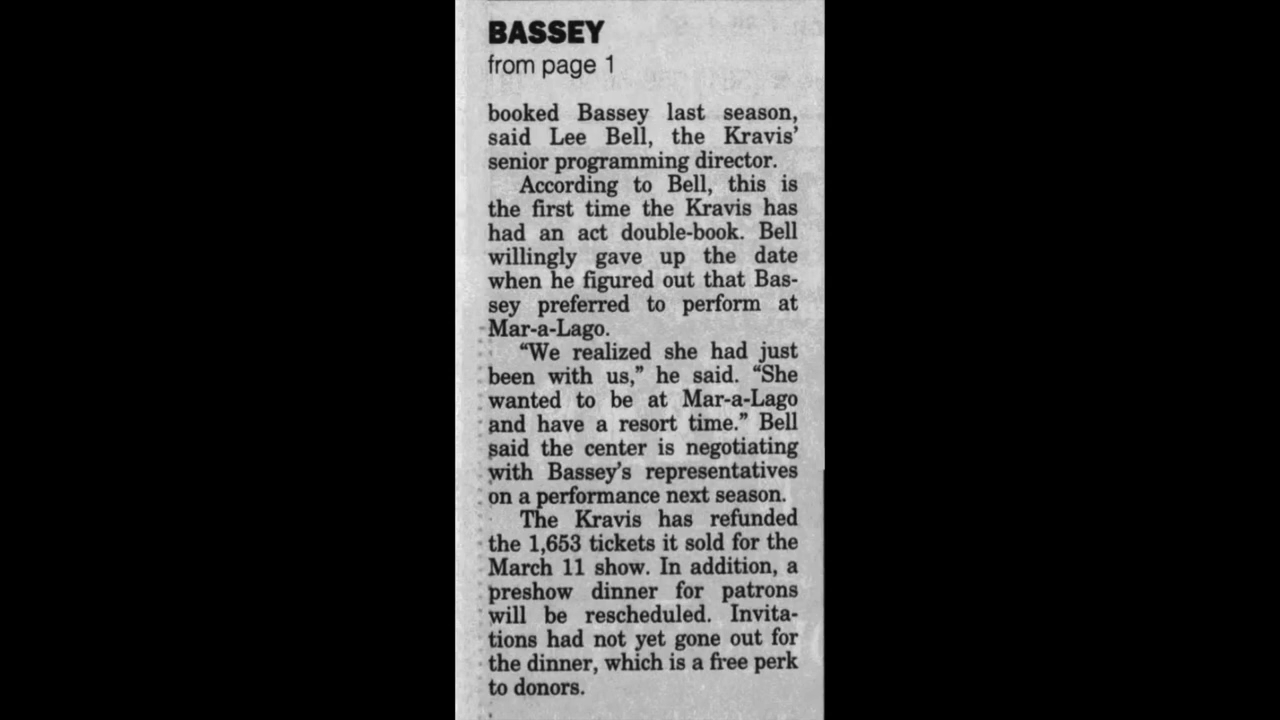 BASSEY
from page 1
booked Bassey last season,
said Lee Bell, the Kravis'
senior programming director.
According to Bell, this is
the first time the Kravis has
had an act double-book. Bell
willingly gave up the date
when he figured out that Bas-
sey preferred to perform at
Mar-a-Lago.
“We realized she had just
been with us,” he said. “She
wanted to be at Mar-a-Lago
and have a resort time.” Bell
said the center is negotiating
with Bassey's representatives
on a performance next season.
The Kravis has refunded
the 1,653 tickets it sold for the
March 11 show. In addition, a
preshow dinner for patrons
will be rescheduled. Invita-
tions had not yet gone out for
the dinner, which is a free perk
to donors.